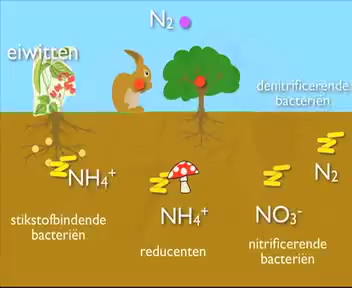 N₂
eiwitten
denitrificerende
bacteriën
N₂
NH₄⁺
NH₄⁺
NO₃⁻
stikstofbindende
bacteriën
reducenten
nitrificerende
bacteriën